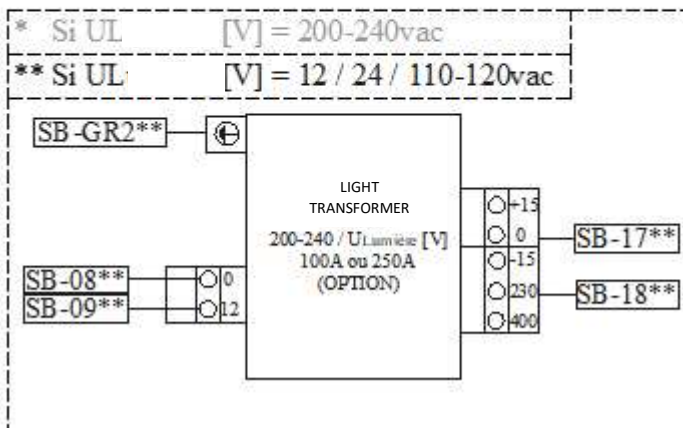 * Si UL [V] = 200-240vac
** Si UL [V] = 12 / 24 / 110-120vac
SB-GR2**
LIGHT
TRANSFORMER
200-240 / ULumière [V]
100A ou 250A
(OPTION)
+15
0
SB-17**
-15
SB-08**
0
230
SB-18**
SB-09**
12
400